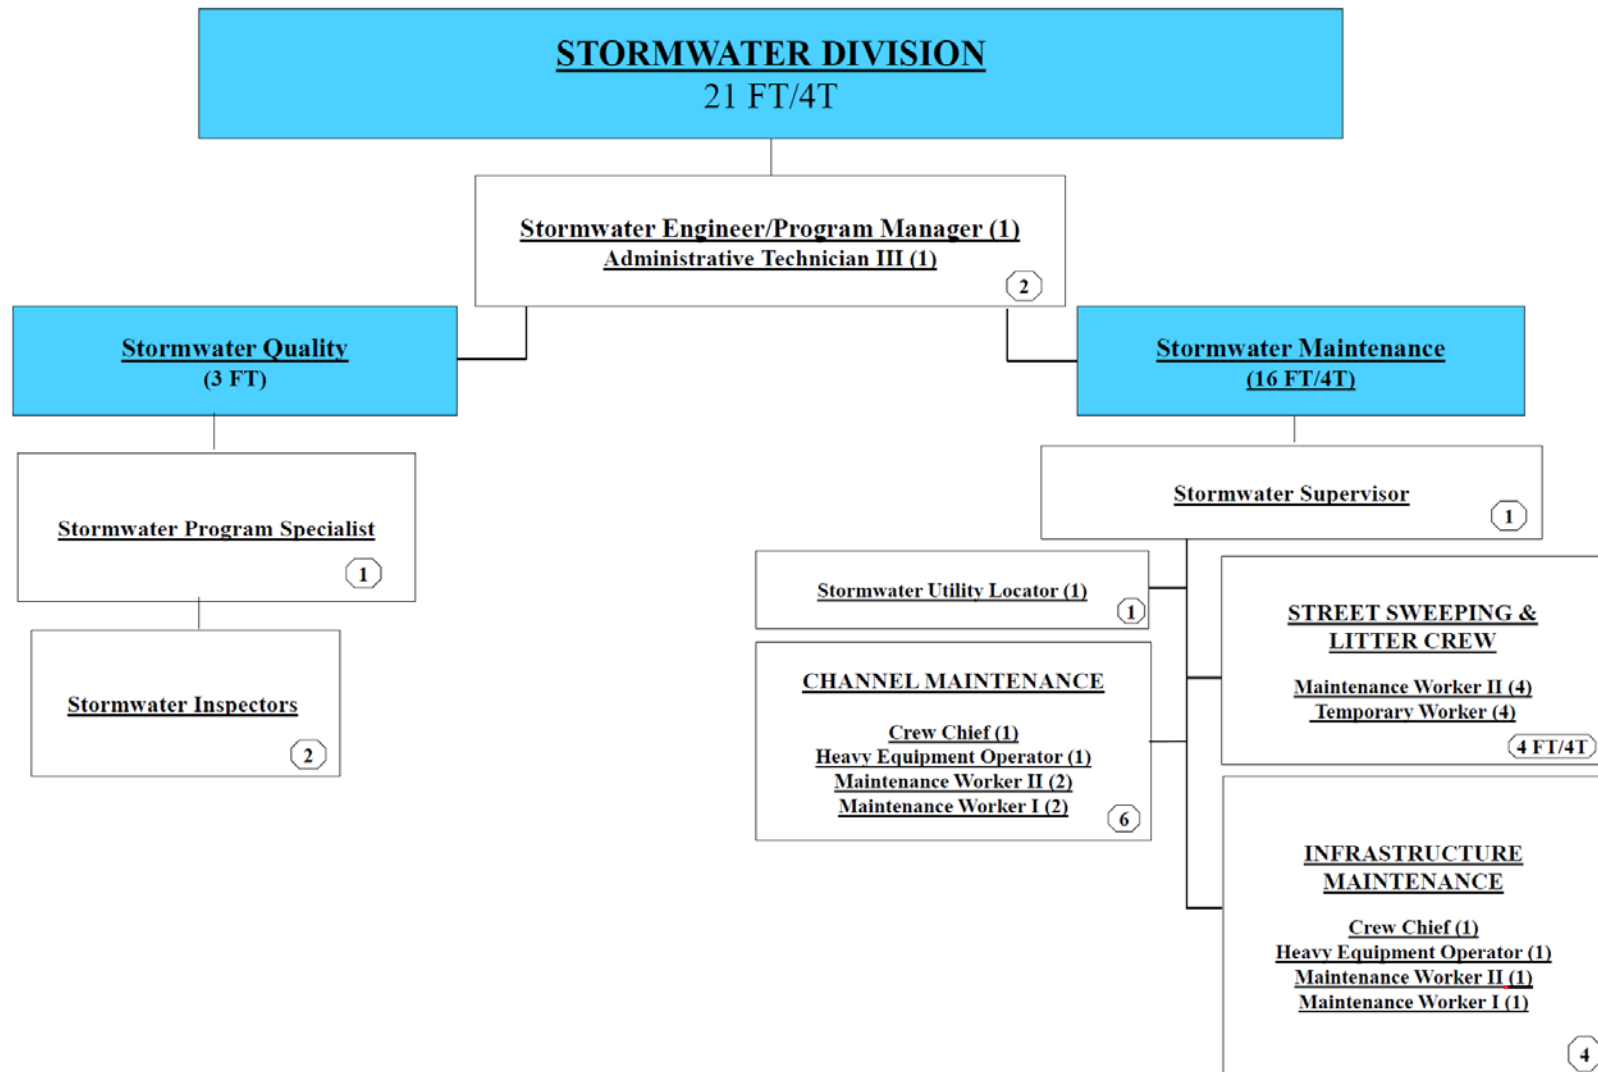 STORMWATER DIVISION
21 FT/4T
Stormwater Engineer/Program Manager (1)
Administrative Technician III (1)
2
Stormwater Quality
(3 FT)
Stormwater Maintenance
(16 FT/4T)
Stormwater Program Specialist
1
Stormwater Inspectors
2
Stormwater Supervisor
1
Stormwater Utility Locator (1)
1
CHANNEL MAINTENANCE
Crew Chief (1)
Heavy Equipment Operator (1)
Maintenance Worker II (2)
Maintenance Worker I (2)
6
STREET SWEEPING &
LITTER CREW
Maintenance Worker II (4)
Temporary Worker (4)
4 FT/4T
INFRASTRUCTURE
MAINTENANCE
Crew Chief (1)
Heavy Equipment Operator (1)
Maintenance Worker II (1)
Maintenance Worker I (1)
4